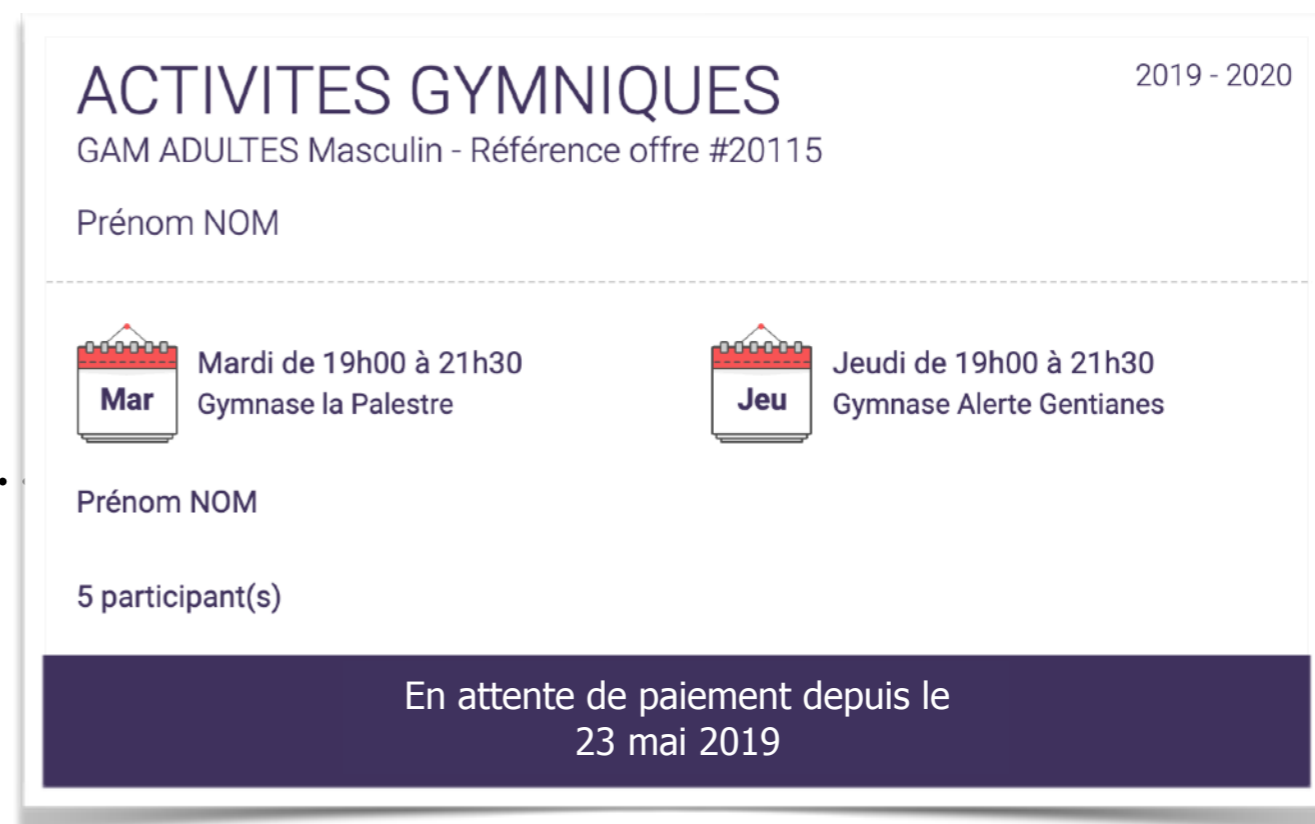 ACTIVITES GYMNIQUES
2019 - 2020
GAM ADULTES Masculin - Référence offre #20115
Prénom NOM
Mar
Mardi de 19h00 à 21h30
Gymnase la Palestre
Jeu
Jeudi de 19h00 à 21h30
Gymnase Alerte Gentianes
Prénom NOM
5 participant(s)
En attente de paiement depuis le
23 mai 2019